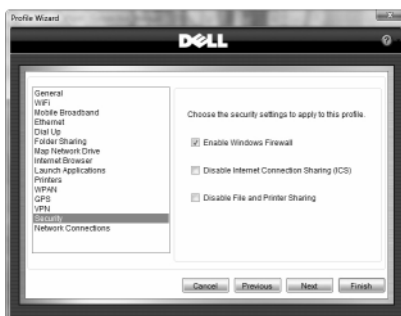 Profile Wizard
DELL
?
General
WiFi
Mobile Broadband
Ethernet
Dial Up
Folder Sharing
Map Network Drive
Internet Browser
Launch Applications
Printers
WPAN
GPS
VPN
Security
Network Connections
Choose the security settings to apply to this profile.
Enable Windows Firewall
Disable Internet Connection Sharing (ICS)
Disable File and Printer Sharing
Cancel Previous Next Finish